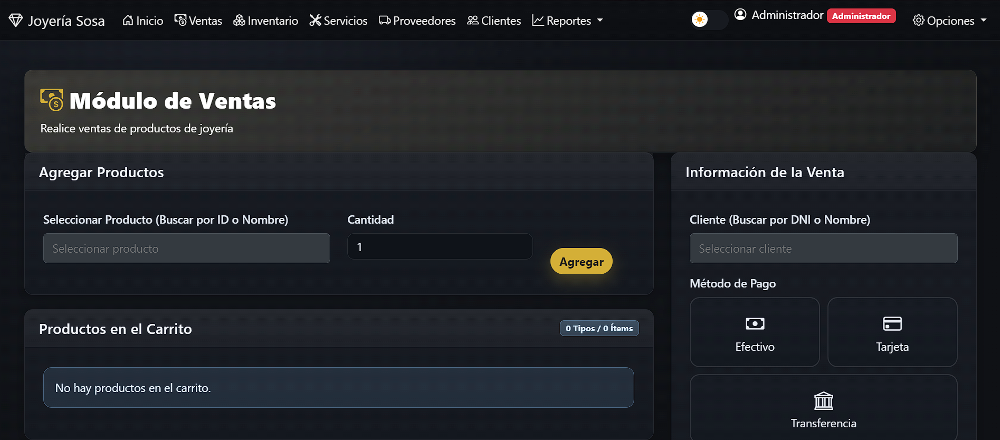 Joyería Sosa Inicio Ventas Inventario Servicios Proveedores Clientes Reportes Administrador Administrador Opciones
Módulo de Ventas
Realice ventas de productos de joyería
Agregar Productos
Seleccionar Producto (Buscar por ID o Nombre)
Seleccionar producto
Cantidad
1
Agregar
Productos en el Carrito
0 Tipos / 0 Ítems
No hay productos en el carrito.
Información de la Venta
Cliente (Buscar por DNI o Nombre)
Seleccionar cliente
Método de Pago
Efectivo
Tarjeta
Transferencia